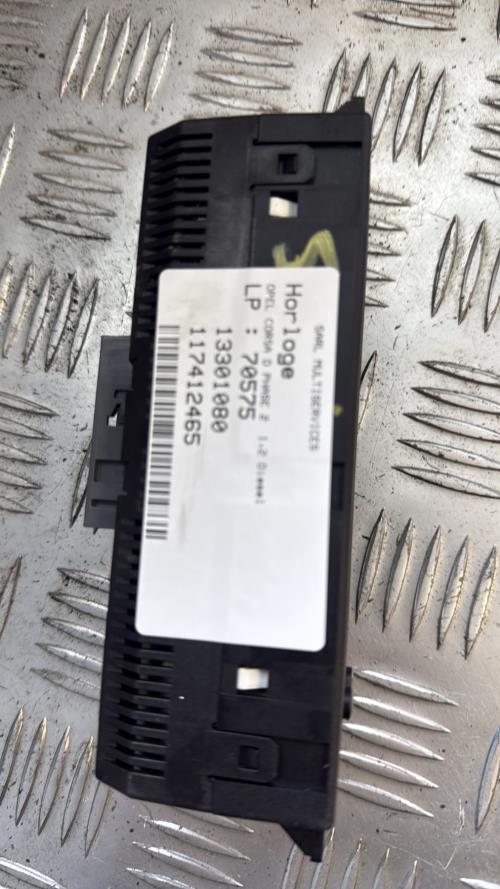 SARL MULTISERVICES
Horloge
OPEL CORSA D PHASE 2 1.2 Diesel
LP : 70575
13301080
117412465